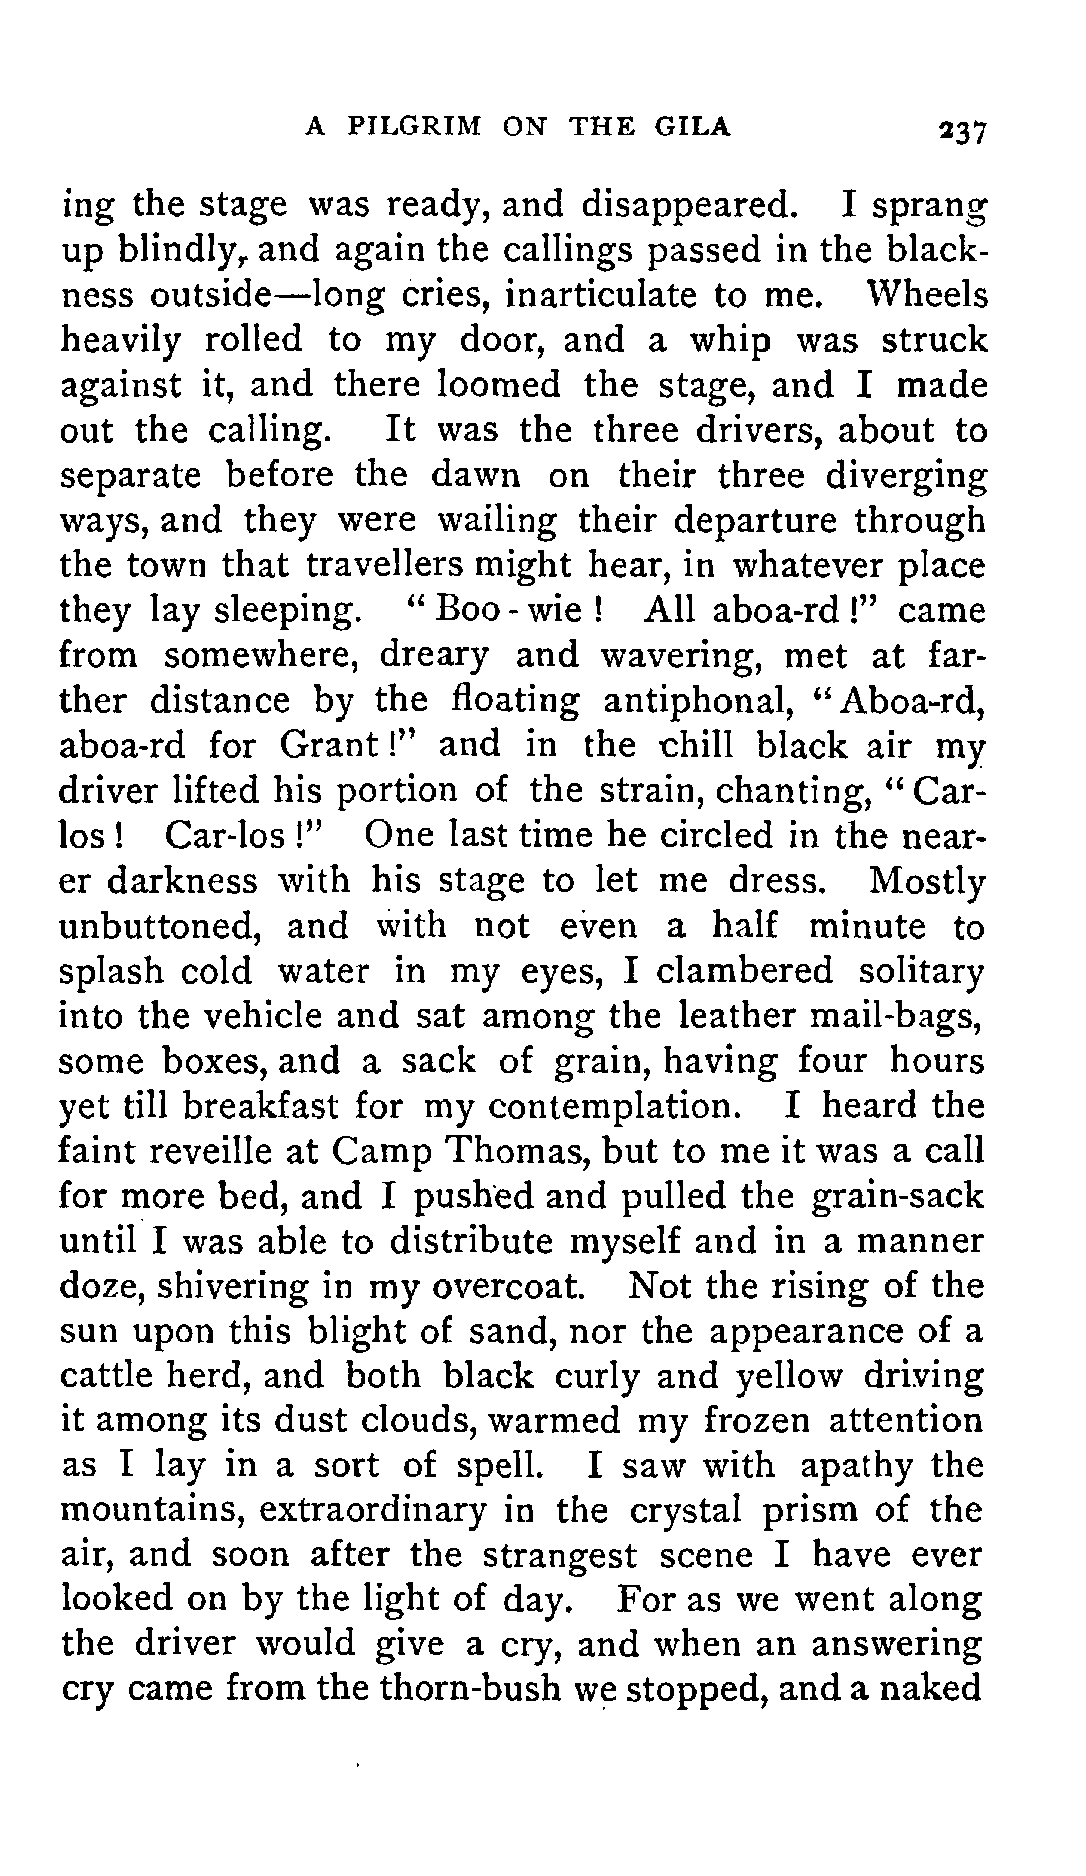 A PILGRIM ON THE GILA 237
ing the stage was ready, and disappeared. I sprang
up blindly, and again the callings passed in the black-
ness outside—long cries, inarticulate to me. Wheels
heavily rolled to my door, and a whip was struck
against it, and there loomed the stage, and I made
out the calling. It was the three drivers, about to
separate before the dawn on their three diverging
ways, and they were wailing their departure through
the town that travellers might hear, in whatever place
they lay sleeping. “ Boo - wie ! All aboa-rd !” came
from somewhere, dreary and wavering, met at far-
ther distance by the floating antiphonal, “ Aboa-rd,
aboa-rd for Grant !” and in the chill black air my
driver lifted his portion of the strain, chanting, “ Car-
los ! Car-los !” One last time he circled in the near-
er darkness with his stage to let me dress. Mostly
unbuttoned, and with not even a half minute to
splash cold water in my eyes, I clambered solitary
into the vehicle and sat among the leather mail-bags,
some boxes, and a sack of grain, having four hours
yet till breakfast for my contemplation. I heard the
faint reveille at Camp Thomas, but to me it was a call
for more bed, and I pushed and pulled the grain-sack
until I was able to distribute myself and in a manner
doze, shivering in my overcoat. Not the rising of the
sun upon this blight of sand, nor the appearance of a
cattle herd, and both black curly and yellow driving
it among its dust clouds, warmed my frozen attention
as I lay in a sort of spell. I saw with apathy the
mountains, extraordinary in the crystal prism of the
air, and soon after the strangest scene I have ever
looked on by the light of day. For as we went along
the driver would give a cry, and when an answering
cry came from the thorn-bush we stopped, and a naked